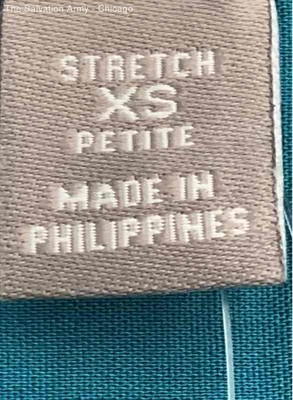 The Salvation Army - Chicago
STRETCH
XS
PETITE
MADE IN
PHILIPPINES